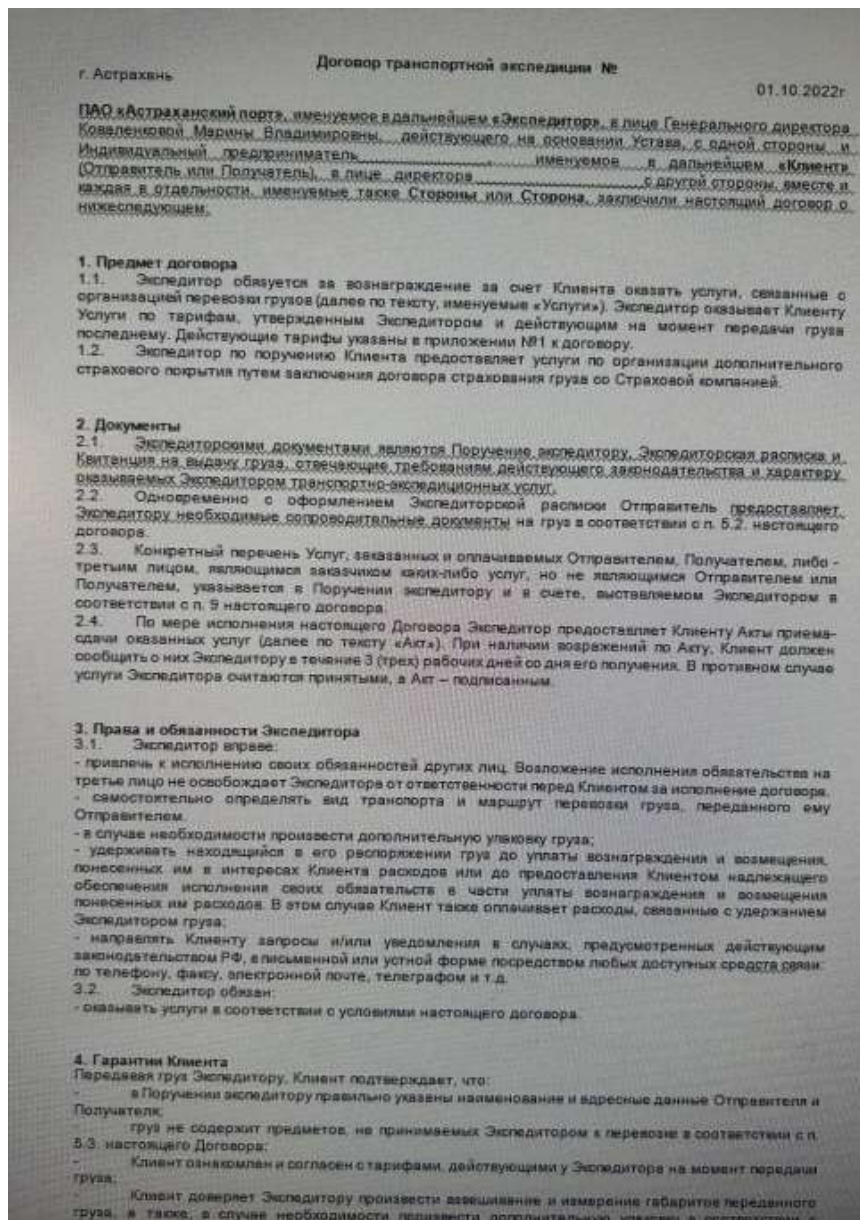 Договор транспортной экспедиции №
г. Астрахань
01.10.2022г
ПАО «Астраханский порт», именуемое в дальнейшем «Экспедитор», в лице Генерального директора
Коваленковой Марины Владимировны, действующего на основании Устава, с одной стороны и
Индивидуальный предприниматель____________________, именуемое в дальнейшем «Клиент»
(Отправитель или Получатель), в лице директора ____________________ с другой стороны, вместе и
каждая в отдельности, именуемые также Стороны или Сторона, заключили настоящий договор о
нижеследующем:
1. Предмет договора
1.1. Экспедитор обязуется за вознаграждение за счет Клиента оказать услуги, связанные с
организацией перевозки грузов (далее по тексту, именуемые «Услуги»). Экспедитор оказывает Клиенту
Услуги по тарифам, утвержденным Экспедитором и действующим на момент передачи груза
последнему. Действующие тарифы указаны в приложении №1 к договору.
1.2. Экспедитор по поручению Клиента предоставляет услуги по организации дополнительного
страхового покрытия путем заключения договора страхования груза со Страховой компанией.
2. Документы
2.1. Экспедиторскими документами являются Поручение экспедитору, Экспедиторская расписка и
Квитанция на выдачу груза, отвечающие требованиям действующего законодательства и характеру
оказываемых Экспедитором транспортно-экспедиционных услуг.
2.2. Одновременно с оформлением Экспедиторской расписки Отправитель предоставляет
Экспедитору необходимые сопроводительные документы на груз в соответствии с п. 5.2. настоящего
договора.
2.3. Конкретный перечень Услуг, заказанных и оплачиваемых Отправителем, Получателем, либо -
третьим лицом, являющимся заказчиком каких-либо услуг, но не являющимся Отправителем или
Получателем, указывается в Поручении экспедитору и в счете, выставляемом Экспедитором в
соответствии с п. 9 настоящего договора.
2.4. По мере исполнения настоящего Договора Экспедитор предоставляет Клиенту Акты приема-
сдачи оказанных услуг (далее по тексту «Акт»). При наличии возражений по Акту, Клиент должен
сообщить о них Экспедитору в течение 3 (трех) рабочих дней со дня его получения. В противном случае
услуги Экспедитора считаются принятыми, а Акт – подписанным.
3. Права и обязанности Экспедитора
3.1. Экспедитор вправе:
- привлечь к исполнению своих обязанностей других лиц. Возложение исполнения обязательства на
третье лицо не освобождает Экспедитора от ответственности перед Клиентом за исполнение договора.
- самостоятельно определять вид транспорта и маршрут перевозки груза, переданного ему
Отправителем.
- в случае необходимости произвести дополнительную упаковку груза;
- удерживать находящийся в его распоряжении груз до уплаты вознаграждения и возмещения,
понесенных им в интересах Клиента расходов или до предоставления Клиентом надлежащего
обеспечения исполнения своих обязательств в части уплаты вознаграждения и возмещения
понесенных им расходов. В этом случае Клиент также оплачивает расходы, связанные с удержанием
Экспедитором груза;
- направлять Клиенту запросы и/или уведомления в случаях, предусмотренных действующим
законодательством РФ, в письменной или устной форме посредством любых доступных средств связи:
по телефону, факсу, электронной почте, телеграфом и т.д.
3.2. Экспедитор обязан:
- оказывать услуги в соответствии с условиями настоящего договора.
4. Гарантии Клиента
Передавая груз Экспедитору, Клиент подтверждает, что:
- в Поручении экспедитору правильно указаны наименование и адресные данные Отправителя и
Получателя;
груз не содержит предметов, не принимаемых Экспедитором к перевозке в соответствии с п.
5.3. настоящего Договора;
- Клиент ознакомлен и согласен с тарифами, действующими у Экспедитора на момент передачи
груза;
- Клиент доверяет Экспедитору произвести взвешивание и измерение габаритов переданного
груза, а также, в случае необходимости произвести дополнительную упаковку в соответствии с